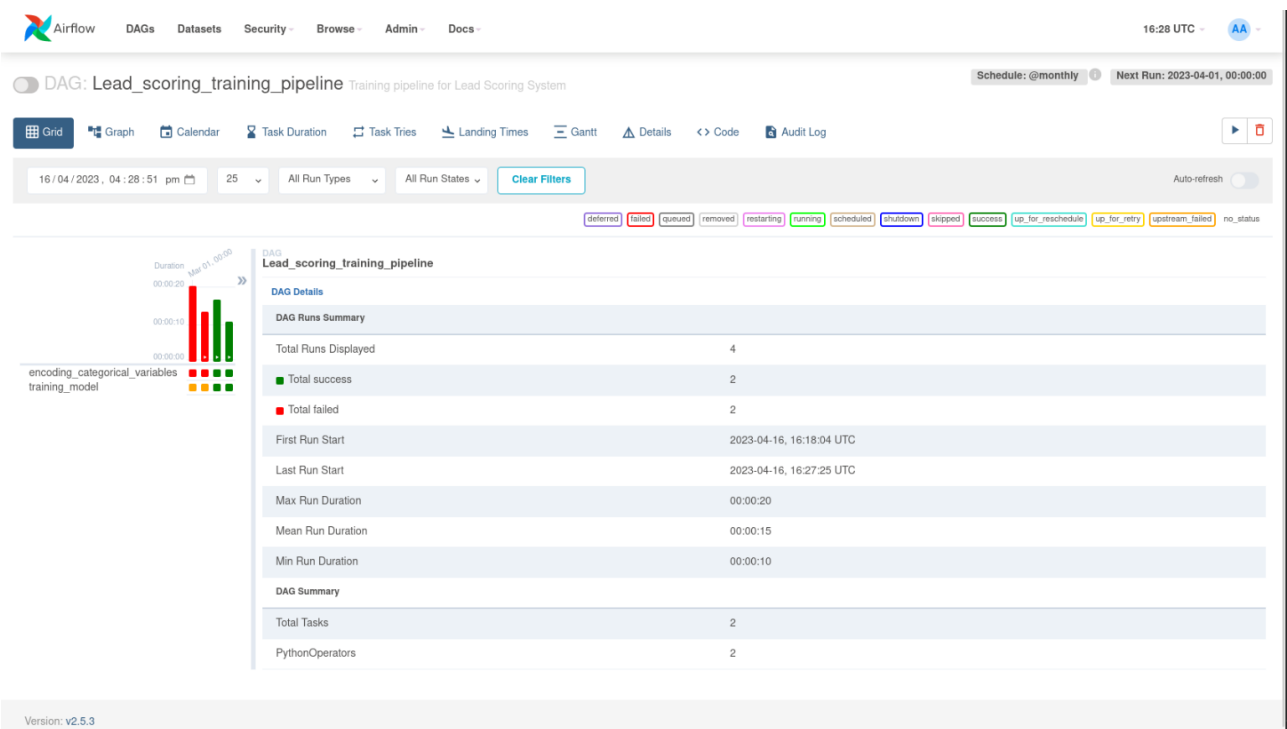 Airflow DAGs Datasets Security Browse Admin Docs 16:28 UTC AA
DAG: Lead_scoring_training_pipeline Training pipeline for Lead Scoring System Schedule: @monthly Next Run: 2023-04-01, 00:00:00
Grid Graph Calendar Task Duration Task Tries Landing Times Gantt Details <> Code Audit Log
16/04/2023, 04:28:51 pm 25 All Run Types All Run States Clear Filters Auto-refresh
deferred failed queued removed restarting running scheduled shutdown skipped success up_for_reschedule up_for_retry upstream_failed no_status
Duration Mar 01, 00:00
00:00:20
00:00:10
00:00:00
encoding_categorical_variables
training_model
DAG
Lead_scoring_training_pipeline
DAG Details
DAG Runs Summary
Total Runs Displayed 4
Total success 2
Total failed 2
First Run Start 2023-04-16, 16:18:04 UTC
Last Run Start 2023-04-16, 16:27:25 UTC
Max Run Duration 00:00:20
Mean Run Duration 00:00:15
Min Run Duration 00:00:10
DAG Summary
Total Tasks 2
PythonOperators 2
Version: v2.5.3